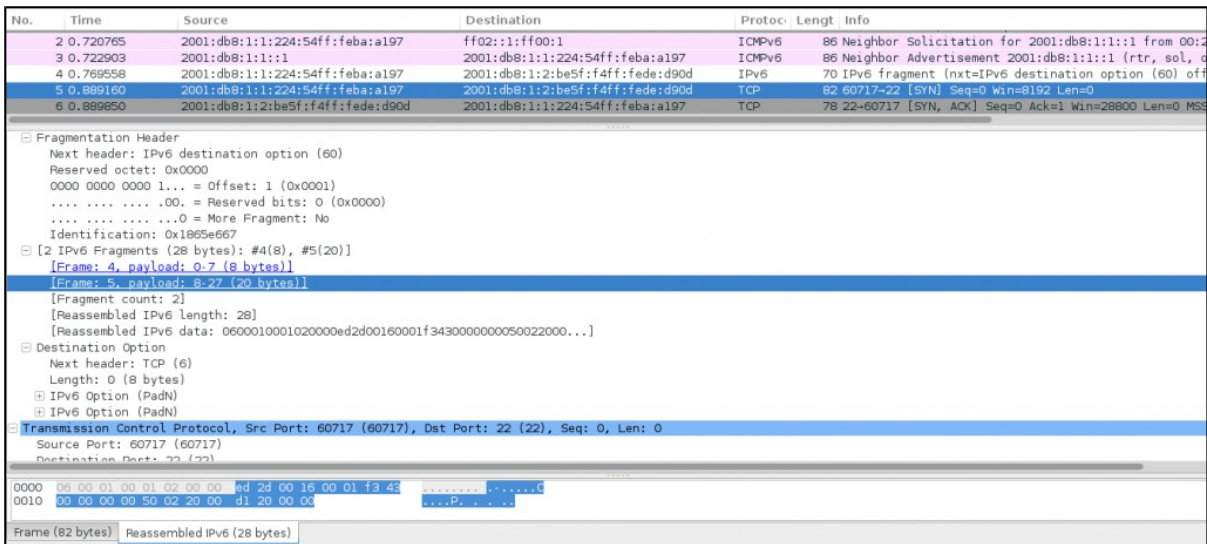 No. Time Source Destination Protoc Lengt Info
2 0.720765 2001:db8:1:1:224:54ff:feba:a197 ff02::1:ff00:1 ICMPv6 86 Neighbor Solicitation for 2001:db8:1:1::1 from 00:2
3 0.722903 2001:db8:1:1::1 2001:db8:1:1:224:54ff:feba:a197 ICMPv6 86 Neighbor Advertisement 2001:db8:1:1::1 (rtr, sol, o
4 0.769558 2001:db8:1:1:224:54ff:feba:a197 2001:db8:1:2:be5f:f4ff:fede:d90d IPv6 70 IPv6 fragment (nxt=IPv6 destination option (60) off
5 0.889160 2001:db8:1:1:224:54ff:feba:a197 2001:db8:1:2:be5f:f4ff:fede:d90d TCP 82 60717→22 [SYN] Seq=0 Win=8192 Len=0
6 0.889850 2001:db8:1:2:be5f:f4ff:fede:d90d 2001:db8:1:1:224:54ff:feba:a197 TCP 78 22→60717 [SYN, ACK] Seq=0 Ack=1 Win=28800 Len=0 MSS
Fragmentation Header
Next header: IPv6 destination option (60)
Reserved octet: 0x0000
0000 0000 0000 1... = Offset: 1 (0x0001)
.... .... .... .00. = Reserved bits: 0 (0x0000)
.... .... .... ...0 = More Fragment: No
Identification: 0x1865e667
[2 IPv6 Fragments (28 bytes): #4(8), #5(20)]
[Frame: 4, payload: 0-7 (8 bytes)]
[Frame: 5, payload: 8-27 (20 bytes)]
[Fragment count: 2]
[Reassembled IPv6 length: 28]
[Reassembled IPv6 data: 0600010001020000ed2d00160001f3430000000050022000...]
Destination Option
Next header: TCP (6)
Length: 0 (8 bytes)
IPv6 Option (PadN)
IPv6 Option (PadN)
Transmission Control Protocol, Src Port: 60717 (60717), Dst Port: 22 (22), Seq: 0, Len: 0
Source Port: 60717 (60717)
Destination Port: 22 (22)
0000 06 00 01 00 01 02 00 00 ed 2d 00 16 00 01 f3 43 ........ .-.....C
0010 00 00 00 00 50 02 20 00 d1 20 00 00 ....P. . . ..
Frame (82 bytes) Reassembled IPv6 (28 bytes)